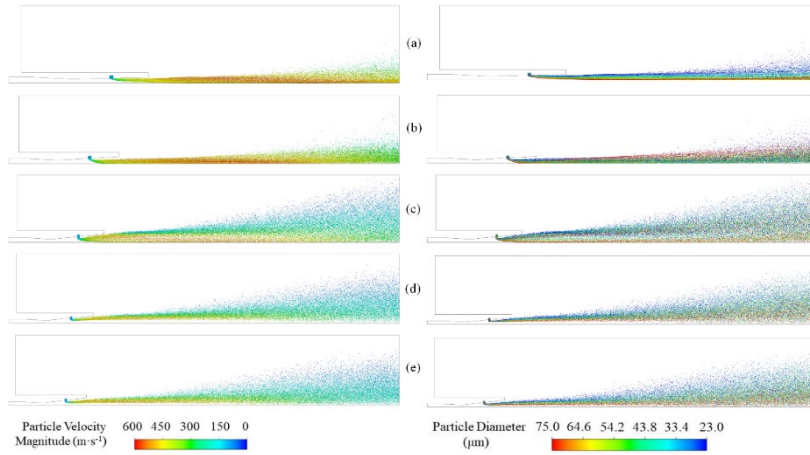 (a)
(b)
(c)
(d)
(e)
Particle Velocity
Magnitude (m·s⁻¹)
600 450 300 150 0
Particle Diameter
(μm)
75.0 64.6 54.2 43.8 33.4 23.0